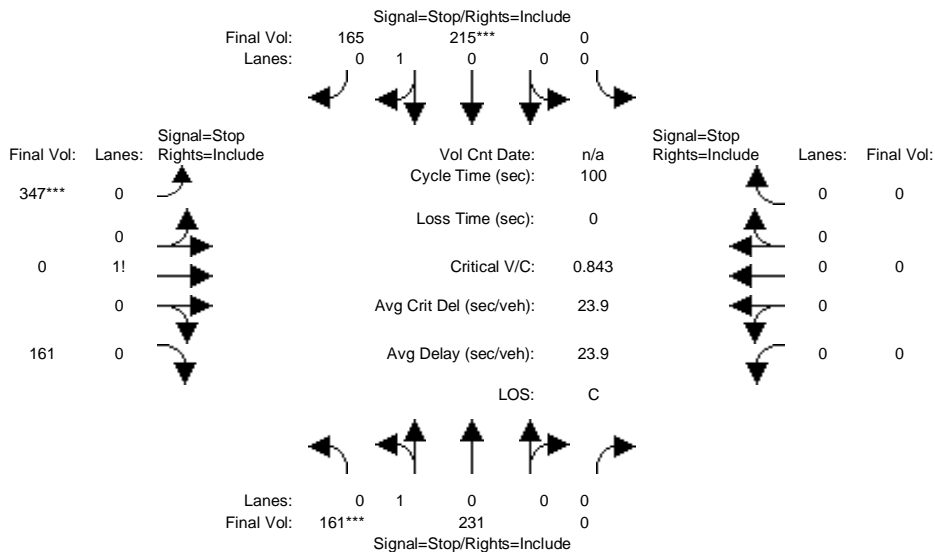 Signal=Stop/Rights=Include
Final Vol: 165 215*** 0
Lanes: 0 1 0 0 0
Signal=Stop Signal=Stop
Final Vol: Lanes: Rights=Include Vol Cnt Date: n/a Rights=Include Lanes: Final Vol:
Cycle Time (sec): 100
347*** 0 0 0
Loss Time (sec): 0
0 0
0 1! Critical V/C: 0.843 0 0
0 Avg Crit Del (sec/veh): 23.9 0
161 0 Avg Delay (sec/veh): 23.9 0 0
LOS: C
Lanes: 0 1 0 0 0
Final Vol: 161*** 231 0
Signal=Stop/Rights=Include